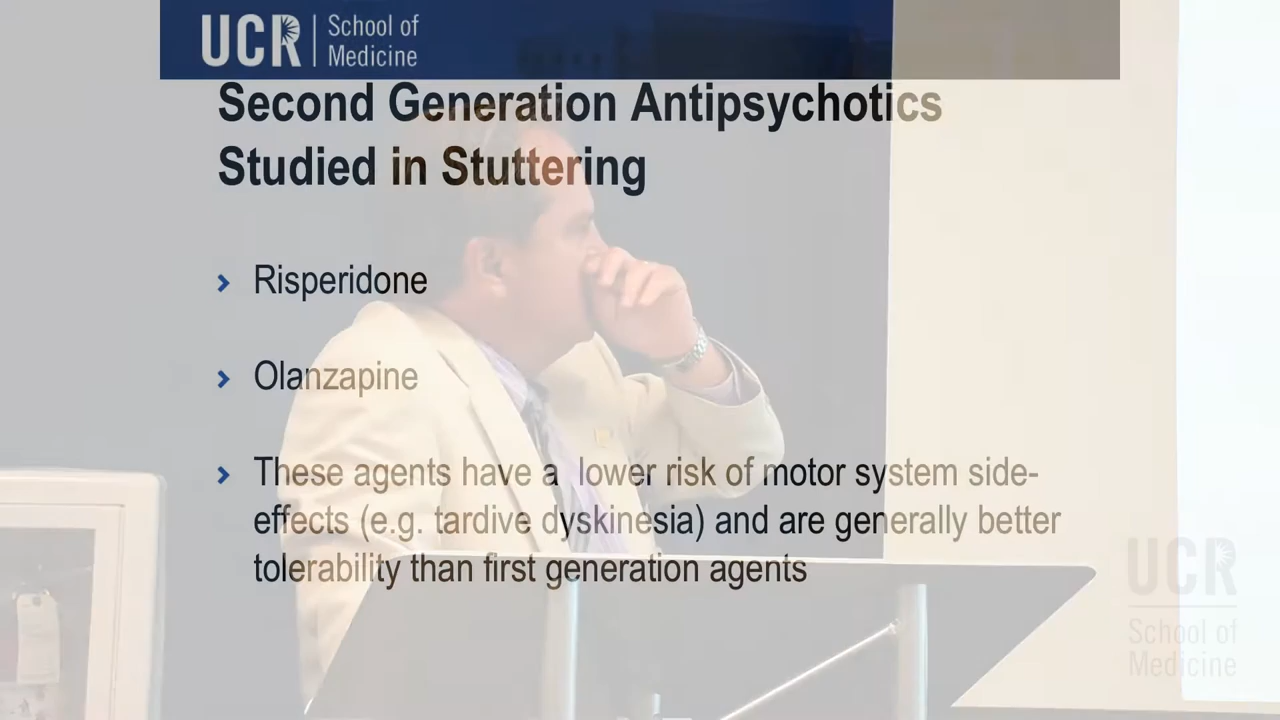 UCR School of
Medicine
Second Generation Antipsychotics
Studied in Stuttering
Risperidone
Olanzapine
These agents have a lower risk of motor system side-
effects (e.g. tardive dyskinesia) and are generally better
tolerability than first generation agents
UCR
School of
Medicine